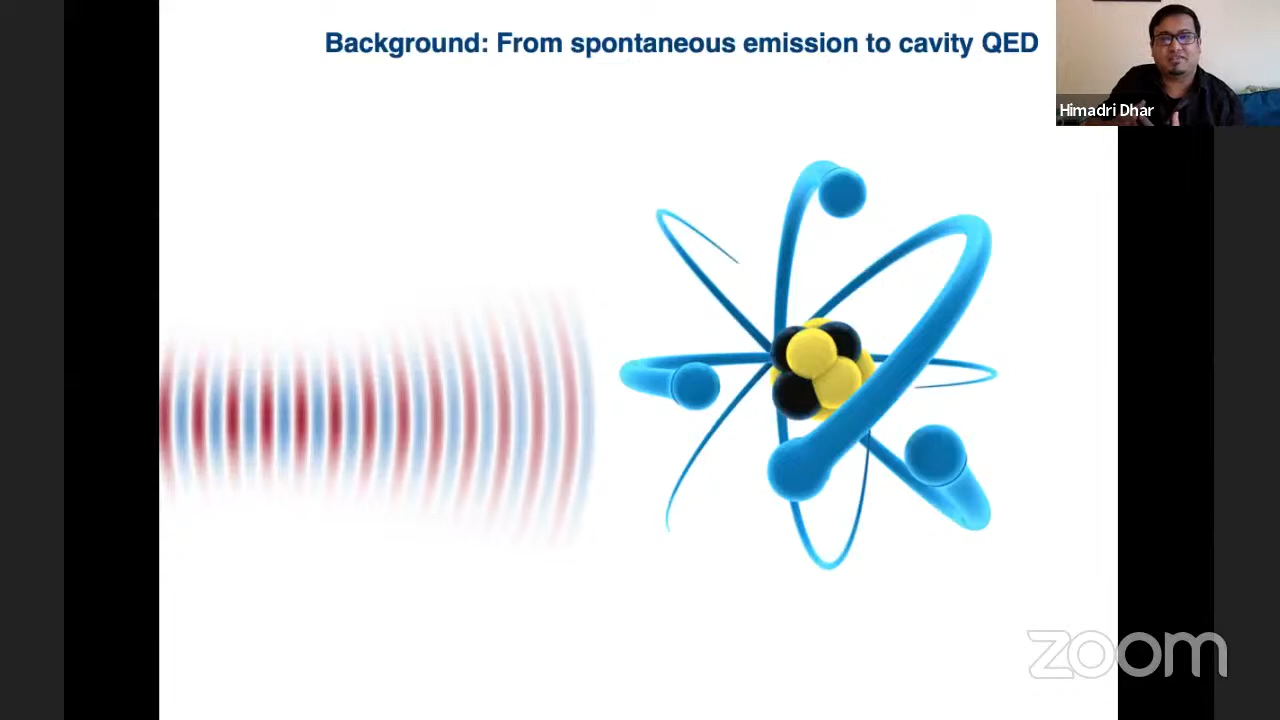 Background: From spontaneous emission to cavity QED
Himadri Dhar
zoom